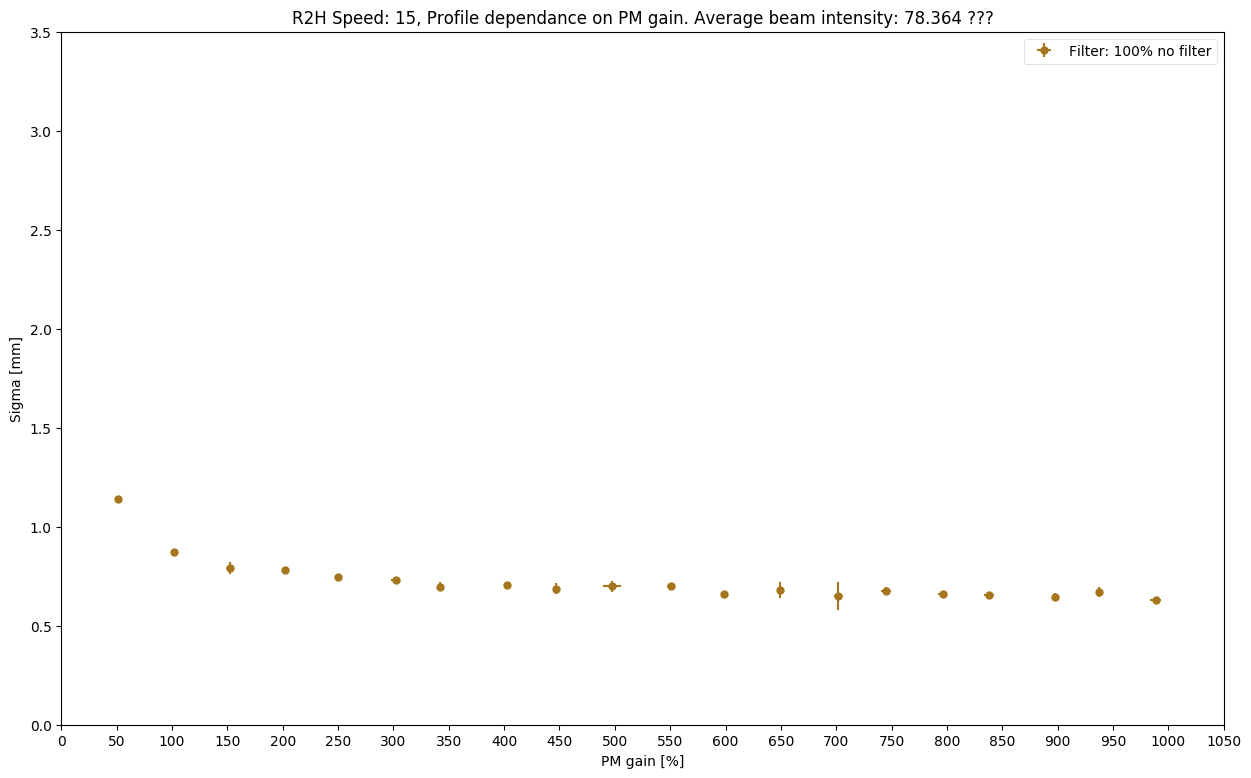 R2H Speed: 15, Profile dependance on PM gain. Average beam intensity: 78.364 ???
Filter: 100% no filter
3.5
3.0
2.5
2.0
1.5
1.0
0.5
0.0
Sigma [mm]
0 50 100 150 200 250 300 350 400 450 500 550 600 650 700 750 800 850 900 950 1000 1050
PM gain [%]